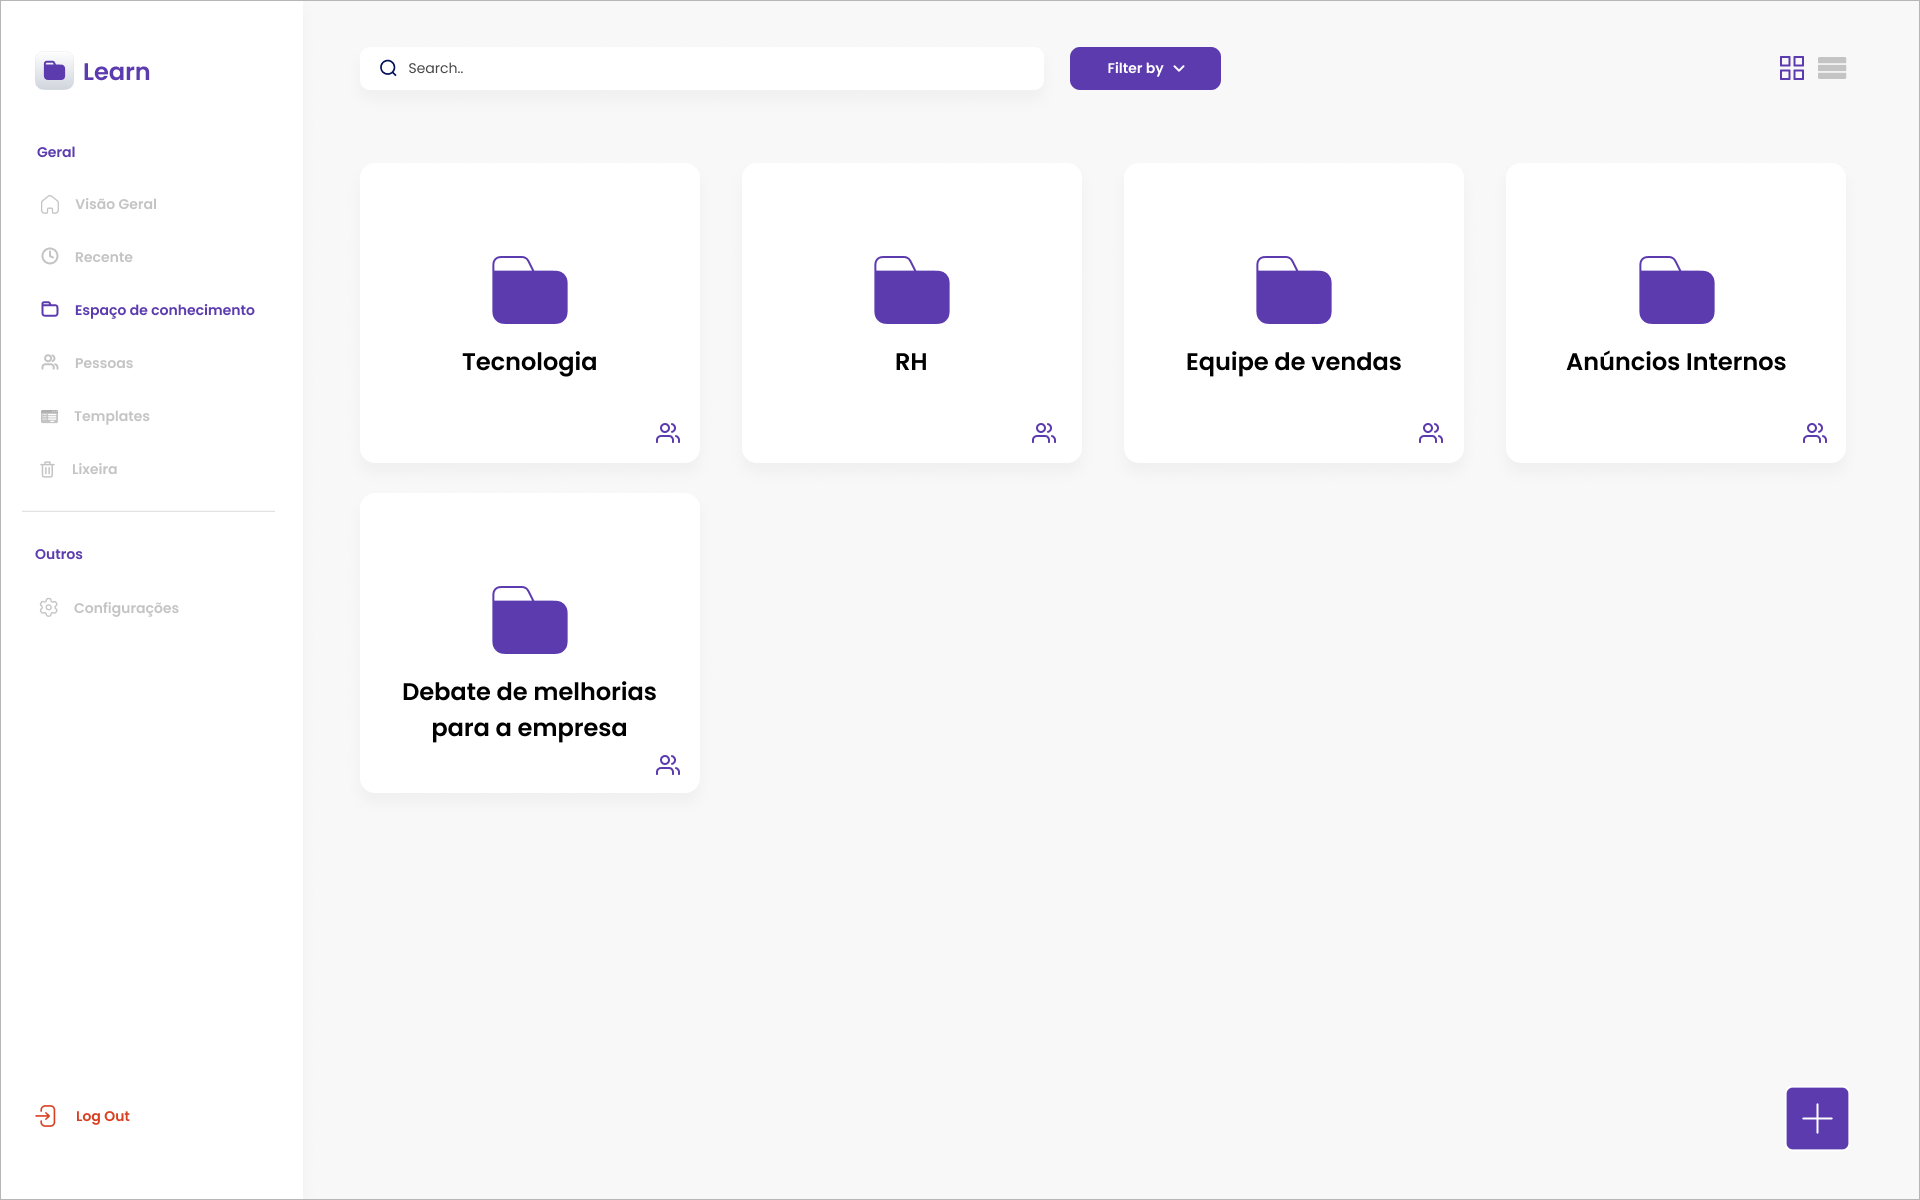 Learn
Geral
Visão Geral
Recente
Espaço de conhecimento
Pessoas
Templates
Lixeira
Outros
Configurações
Log Out
Search..
Filter by
Tecnologia
RH
Equipe de vendas
Anúncios Internos
Debate de melhorias
para a empresa